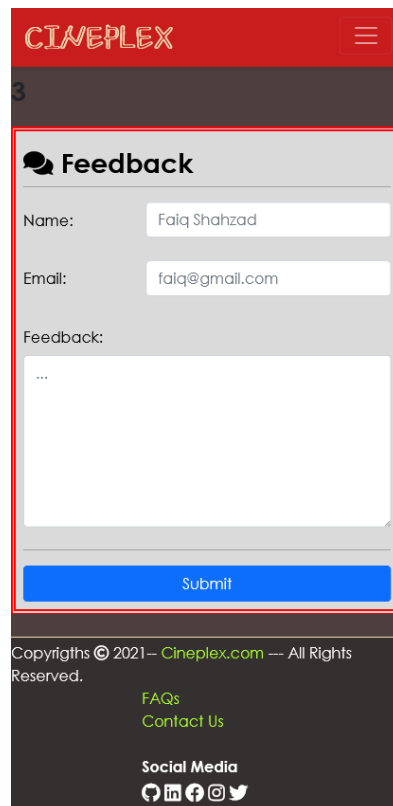 CINEPLEX
3
Feedback
Name: Faiq Shahzad
Email: faiq@gmail.com
Feedback:
...
Submit
Copyrigths © 2021-- Cineplex.com --- All Rights
Reserved.
FAQs
Contact Us
Social Media